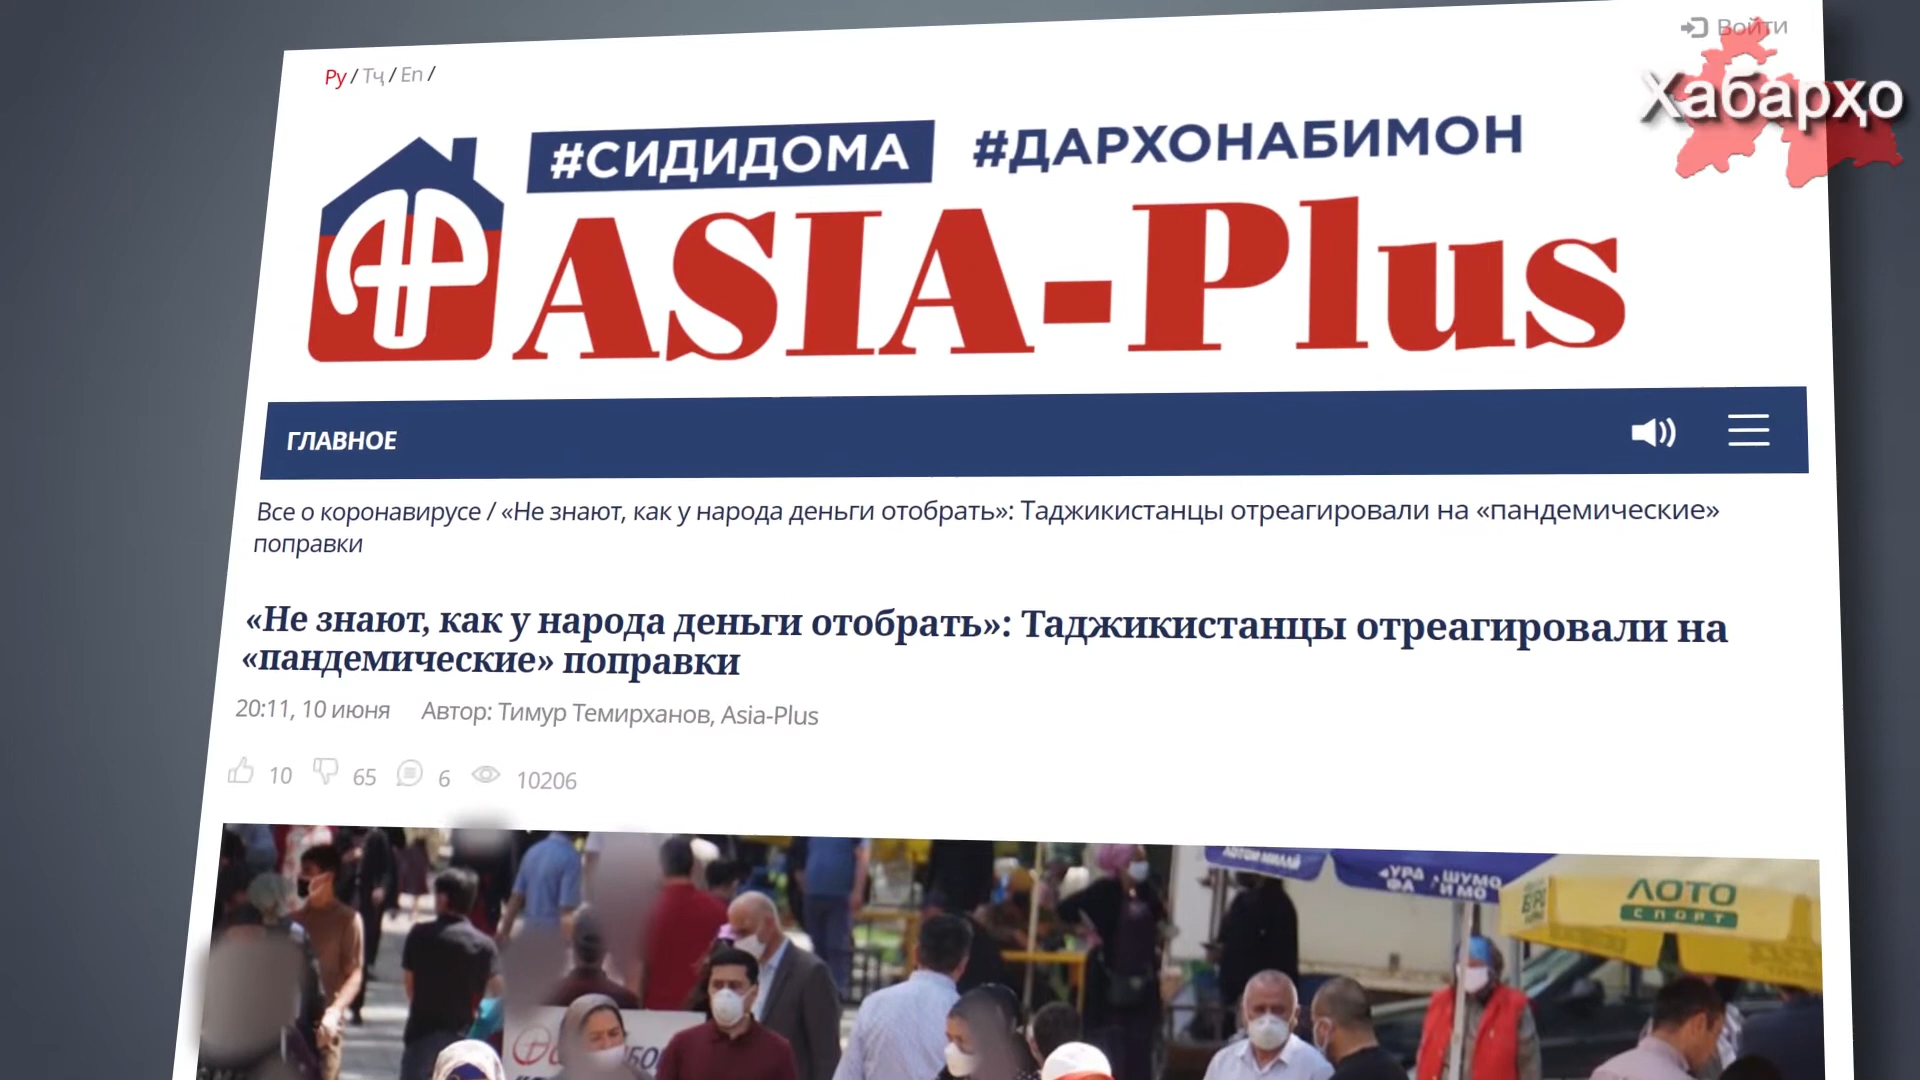 Войти
Хабарҳо
Ру / Тҷ / En /
#СИДИДОМА #ДАРХОНАБИМОН
ASIA-Plus
ГЛАВНОЕ
Все о коронавирусе / «Не знают, как у народа деньги отобрать»: Таджикистанцы отреагировали на «пандемические»
поправки
«Не знают, как у народа деньги отобрать»: Таджикистанцы отреагировали на
«пандемические» поправки
20:11, 10 июня Автор: Тимур Темирханов, Asia-Plus
10 65 6 10206
ШУМО
ЛОТО
СПОРТ